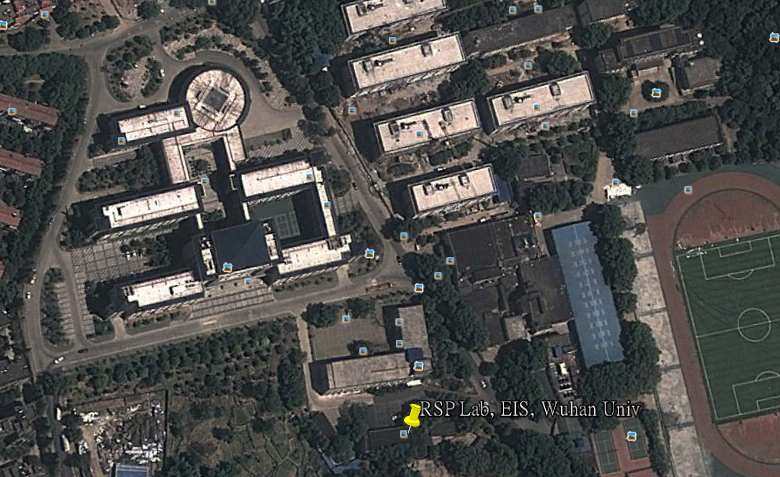 RSP Lab, EIS, Wuhan Univ